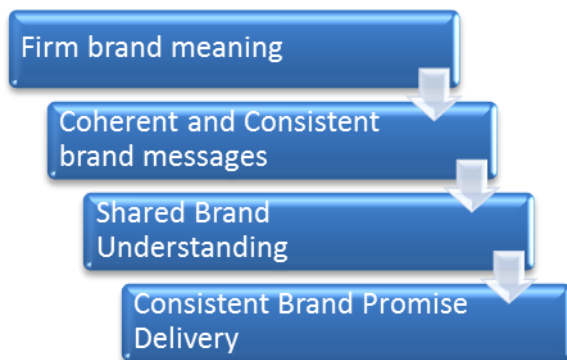 Firm brand meaning
Coherent and Consistent
brand messages
Shared Brand
Understanding
Consistent Brand Promise
Delivery